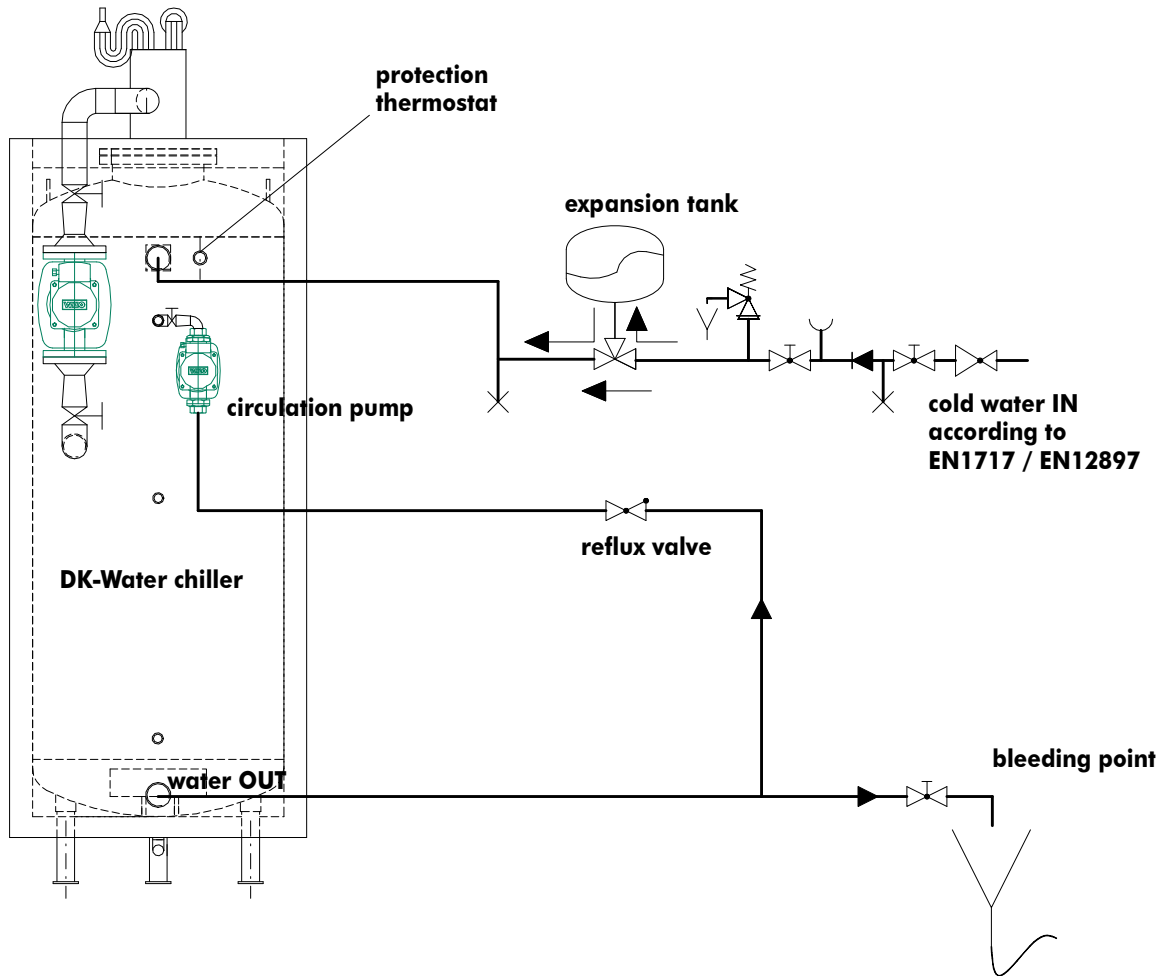 protection
thermostat
expansion tank
circulation pump
cold water IN
according to
EN1717 / EN12897
reflux valve
DK-Water chiller
bleeding point
water OUT